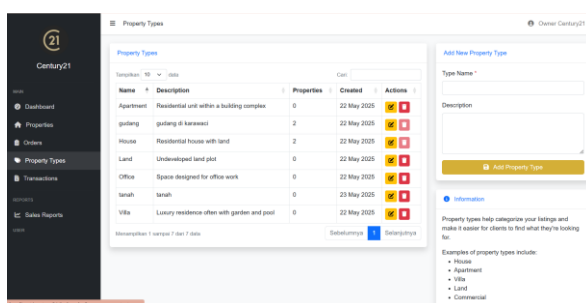 21
Century21
MAIN
Dashboard
Properties
Orders
Property Types
Transactions
REPORTS
Sales Reports
Property Types
Owner Century21
Property Types
Tampilkan 10 data
Cari:
Name Description Properties Created Actions
Apartment Residential unit within a building complex 0 22 May 2025
gudang gudang di karawaci 2 22 May 2025
House Residential house with land 2 22 May 2025
Land Undeveloped land plot 0 22 May 2025
Office Space designed for office work 0 22 May 2025
tanah tanah 0 23 May 2025
Villa Luxury residence often with garden and pool 0 22 May 2025
Menampilkan 1 sampai 7 dari 7 data
Sebelumnya 1 Selanjutnya
Add New Property Type
Type Name *
Description
Add Property Type
Information
Property types help categorize your listings and
make it easier for clients to find what they're looking
for.
Examples of property types include:
• House
• Apartment
• Villa
• Land
• Commercial